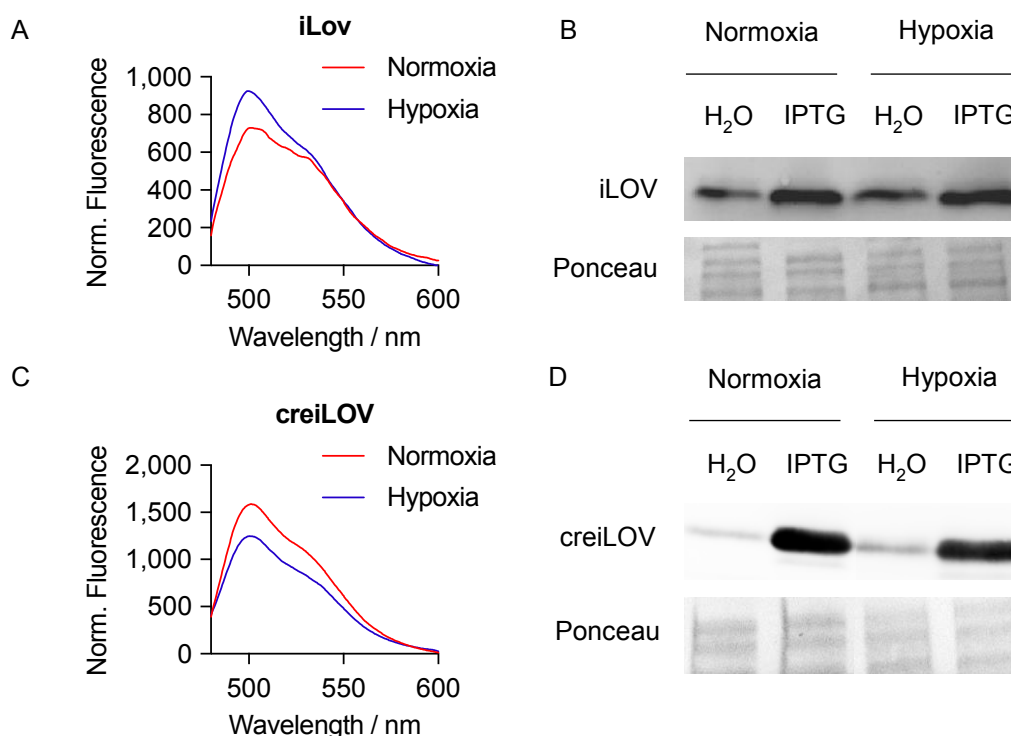 A
iLov
Normoxia
Hypoxia
1,000
800
600
400
200
0
Norm. Fluorescence
500 550 600
Wavelength / nm
B
Normoxia Hypoxia
H₂O IPTG H₂O IPTG
iLOV
Ponceau
C
creiLOV
Normoxia
Hypoxia
2,000
1,500
1,000
500
0
Norm. Fluorescence
500 550 600
Wavelength / nm
D
Normoxia Hypoxia
H₂O IPTG H₂O IPTG
creiLOV
Ponceau